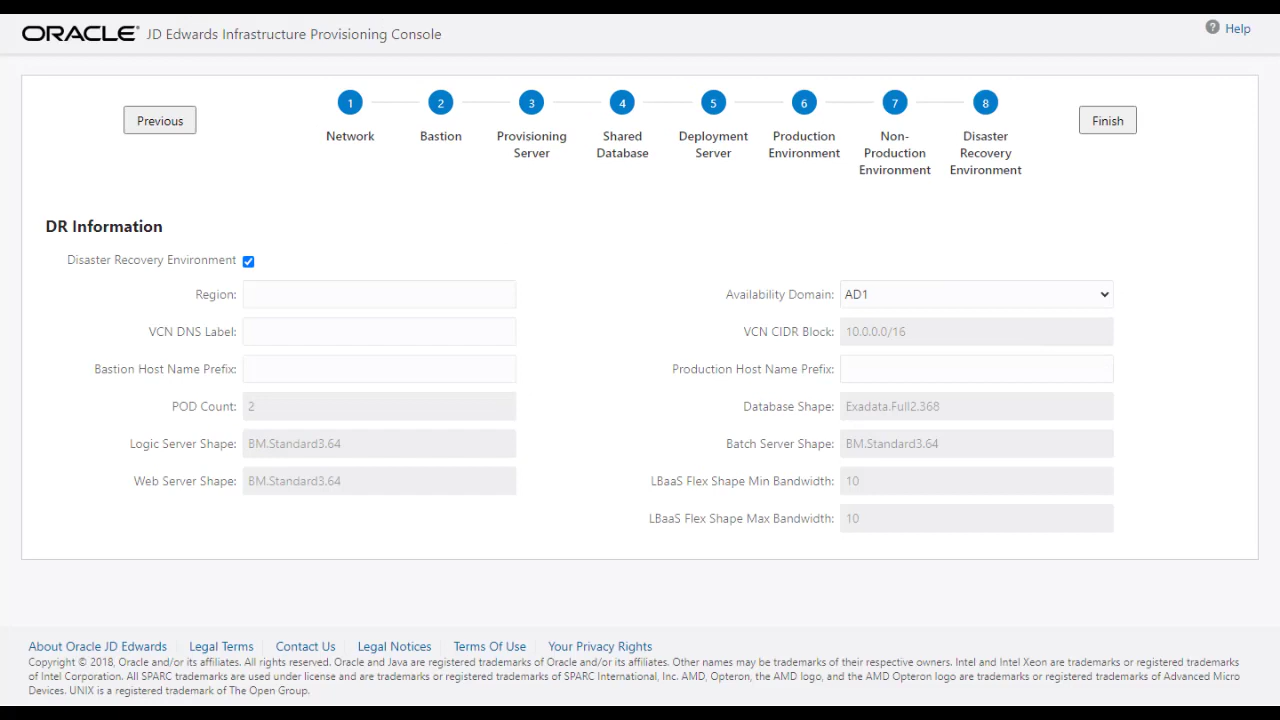 ORACLE JD Edwards Infrastructure Provisioning Console
? Help
Previous
1 2 3 4 5 6 7 8
Network
Bastion
Provisioning
Server
Shared
Database
Deployment
Server
Production
Environment
Non-
Production
Environment
Disaster
Recovery
Environment
Finish
DR Information
Disaster Recovery Environment
Region:
Availability Domain: AD1
VCN DNS Label:
VCN CIDR Block: 10.0.0.0/16
Bastion Host Name Prefix:
Production Host Name Prefix:
POD Count: 2
Database Shape: Exadata.Full2.368
Logic Server Shape: BM.Standard3.64
Batch Server Shape: BM.Standard3.64
Web Server Shape: BM.Standard3.64
LBaaS Flex Shape Min Bandwidth: 10
LBaaS Flex Shape Max Bandwidth: 10
About Oracle JD Edwards Legal Terms Contact Us Legal Notices Terms Of Use Your Privacy Rights
Copyright © 2018, Oracle and/or its affiliates. All rights reserved. Oracle and Java are registered trademarks of Oracle and/or its affiliates. Other names may be trademarks of their respective owners. Intel and Intel Xeon are trademarks or registered trademarks
of Intel Corporation. All SPARC trademarks are used under license and are trademarks or registered trademarks of SPARC International, Inc. AMD, Opteron, the AMD logo, and the AMD Opteron logo are trademarks or registered trademarks of Advanced Micro
Devices. UNIX is a registered trademark of The Open Group.